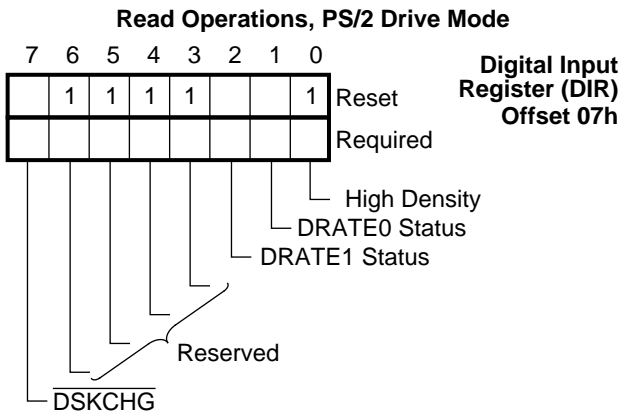 Read Operations, PS/2 Drive Mode
7 6 5 4 3 2 1 0
Digital Input
Register (DIR)
Offset 07h
1 1 1 1 1 Reset
Required
High Density
DRATE0 Status
DRATE1 Status
Reserved
DSKCHG